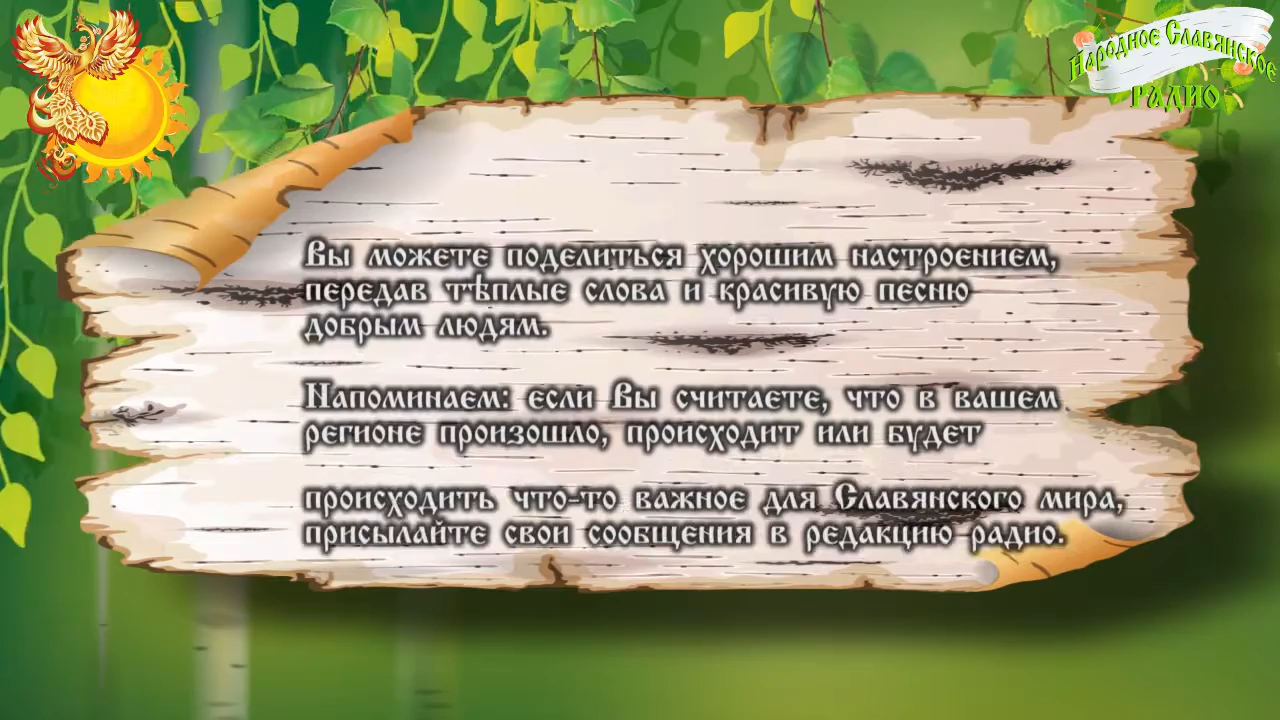 Народное Славянское
РАДИО
Вы можете поделиться хорошим настроением,
передав тѣплые слова и красивую песню
добрым людям.
Напоминаем: если Вы считаете, что в вашем
регионе произошло, происходит или будет
происходить что-то важное для Славянского мира,
присылайте свои сообщения в редакцию радио.